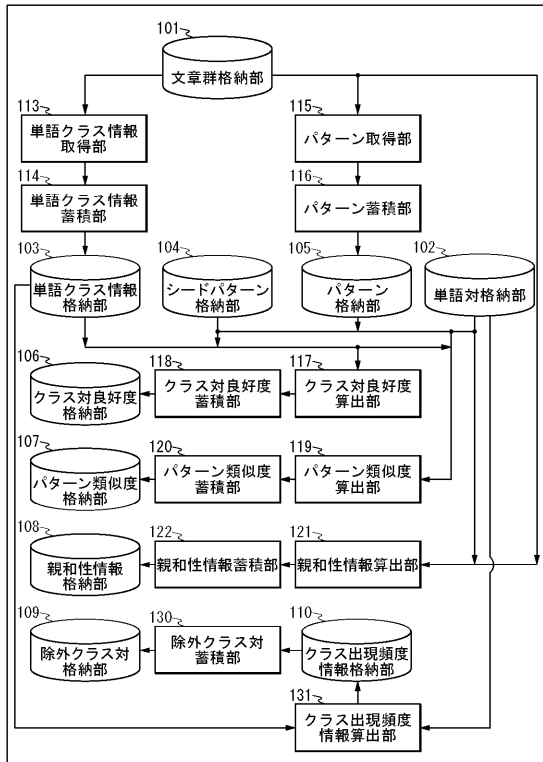 101
文章群格納部
113
単語クラス情報
取得部
115
パターン取得部
114
単語クラス情報
蓄積部
116
パターン蓄積部
103
単語クラス情報
格納部
104
シードパターン
格納部
105
パターン
格納部
102
単語対格納部
106
クラス対良好度
格納部
118
クラス対良好度
蓄積部
117
クラス対良好度
算出部
107
パターン類似度
格納部
120
パターン類似度
蓄積部
119
パターン類似度
算出部
108
親和性情報
格納部
122
親和性情報蓄積部
121
親和性情報算出部
109
除外クラス対
格納部
130
除外クラス対
蓄積部
110
クラス出現頻度
情報格納部
131
クラス出現頻度
情報算出部